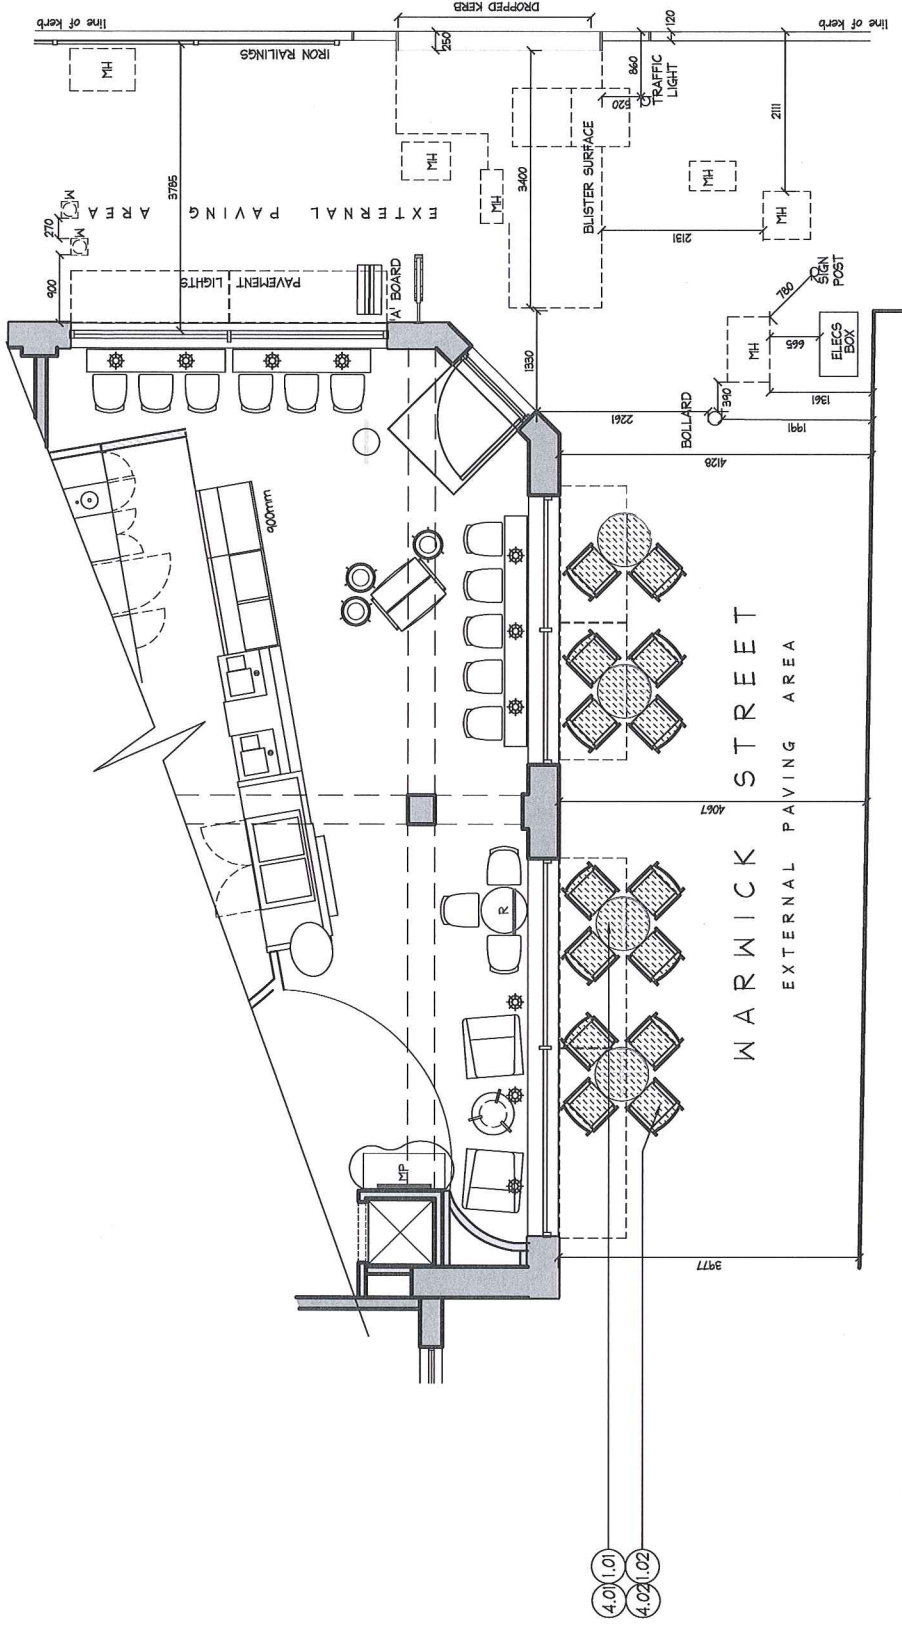 line of kerb
DROPPED KERB
line of kerb
250
120
IRON RAILINGS
MH
860
TRAFFIC
LIGHT
520
2111
3785
3400
BLISTER SURFACE
MH
MH
MH
MH
M
M
270
900
EXTERNAL PAVING AREA
2131
PAVEMENT
LIGHTS
'A' BOARD
780
SIGN
POST
MH
665
ELECS
BOX
1330
390
1361
BOLLARD
2261
1991
4128
900mm
WARWICK STREET
EXTERNAL PAVING AREA
4067
R
MP
3977
4.01 1.01
4.02 1.02